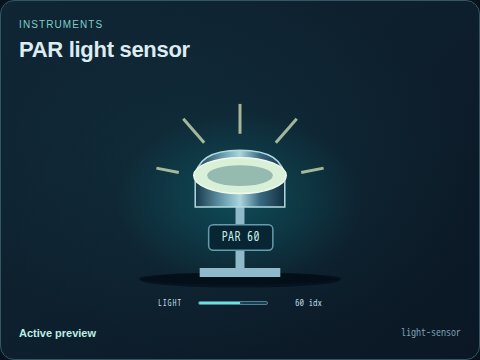 INSTRUMENTS
PAR light sensor
PAR 60
LIGHT 60 idx
Active preview light-sensor